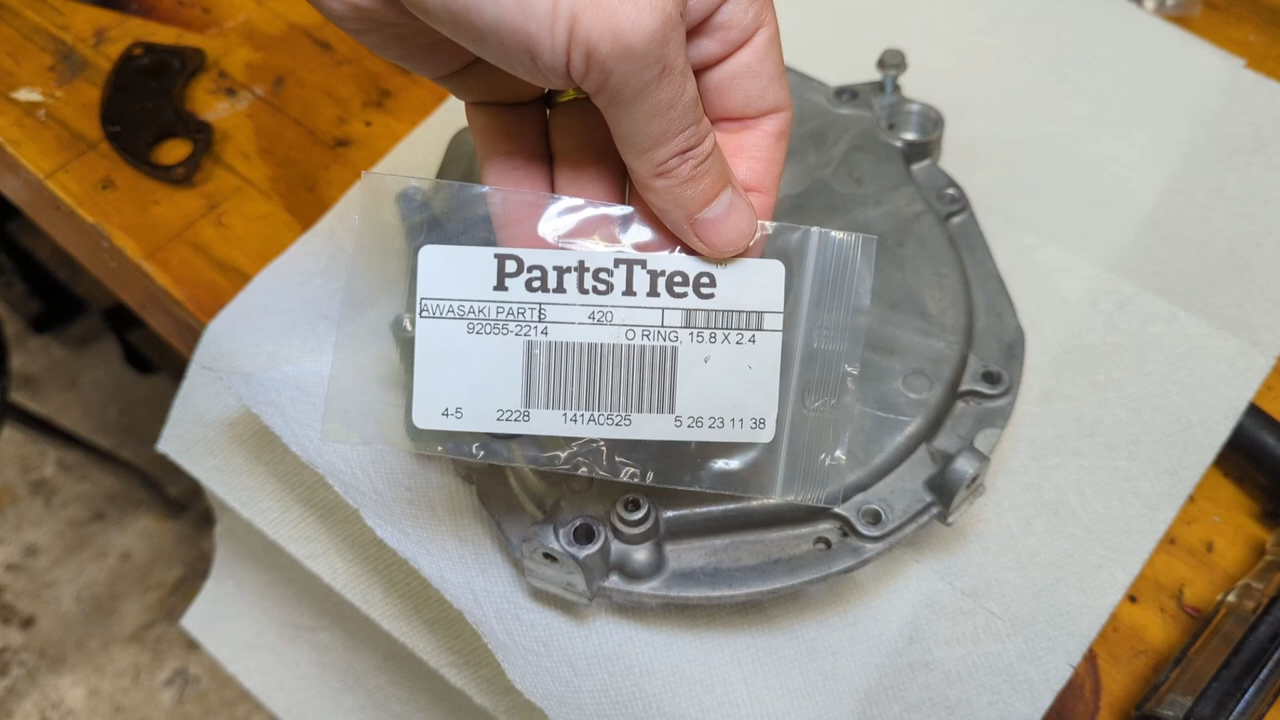 PartsTree
AWASAKI PARTS 420
92055-2214 O RING, 15.8 X 2.4
4-5 2228 141A0525 5 26 23 11 38